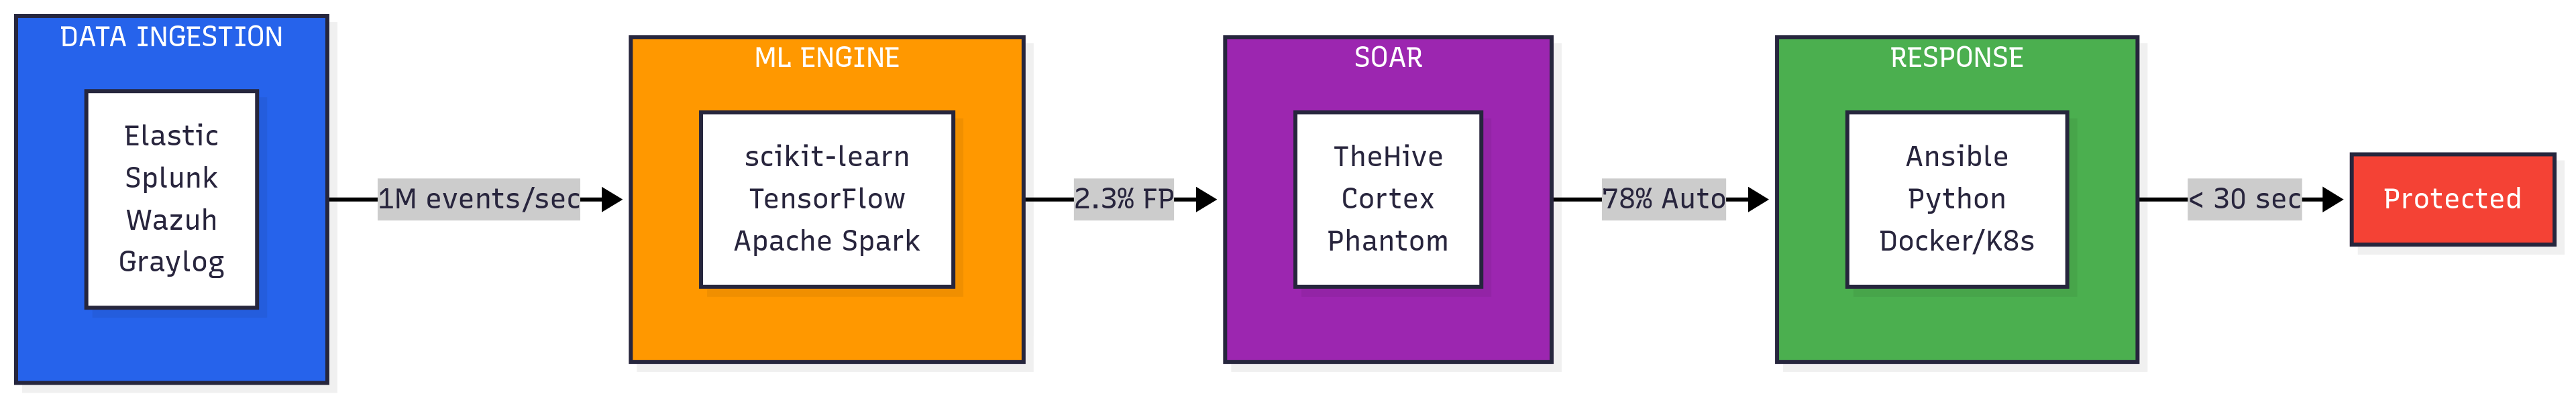 DATA INGESTION
Elastic
Splunk
Wazuh
Graylog
1M events/sec
ML ENGINE
scikit-learn
TensorFlow
Apache Spark
2.3% FP
SOAR
TheHive
Cortex
Phantom
78% Auto
RESPONSE
Ansible
Python
Docker/K8s
< 30 sec
Protected